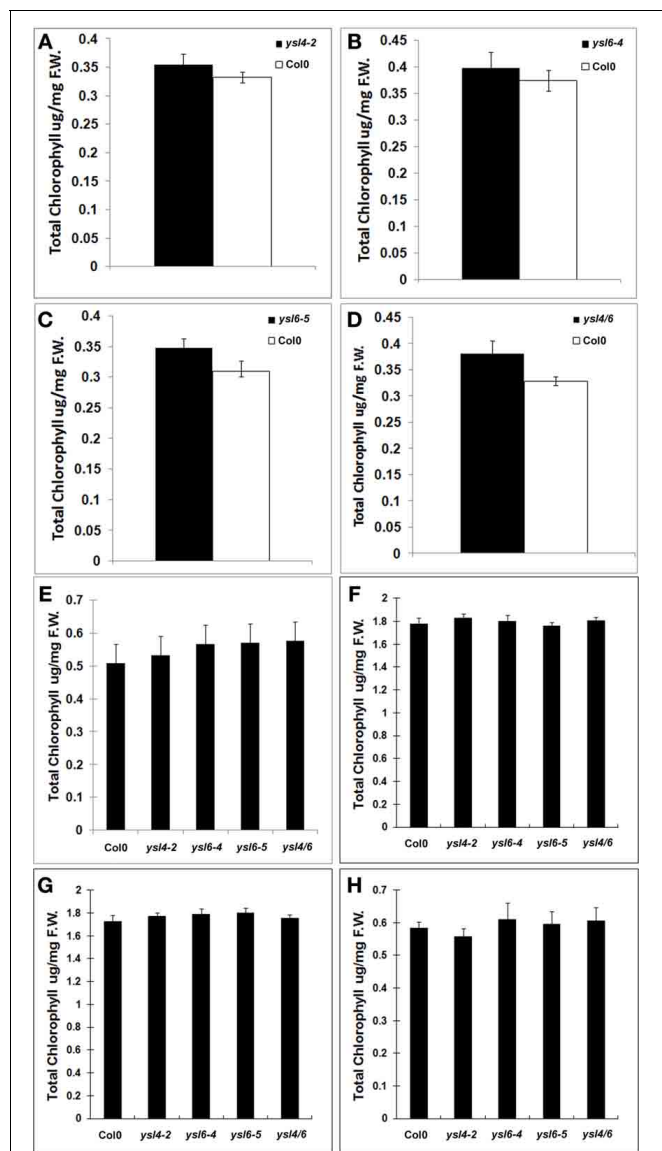 A
ysl4-2
Col0
Total Chlorophyll ug/mg F.W.
0.4
0.35
0.3
0.25
0.2
0.15
0.1
0.05
0
B
ysl6-4
Col0
Total Chlorophyll ug/mg F.W.
0.45
0.4
0.35
0.3
0.25
0.2
0.15
0.1
0.05
0
C
ysl6-5
Col0
Total Chlorophyll ug/mg F.W.
0.4
0.35
0.3
0.25
0.2
0.15
0.1
0.05
0
D
ysl4/6
Col0
Total Chlorophyll ug/mg F.W.
0.45
0.4
0.35
0.3
0.25
0.2
0.15
0.1
0.05
0
E
Total Chlorophyll ug/mg F.W.
0.7
0.6
0.5
0.4
0.3
0.2
0.1
0
Col0 ysl4-2 ysl6-4 ysl6-5 ysl4/6
F
Total Chlorophyll ug/mg F.W.
2
1.8
1.6
1.4
1.2
1
0.8
0.6
0.4
0.2
0
Col0 ysl4-2 ysl6-4 ysl6-5 ysl4/6
G
Total Chlorophyll ug/mg F.W.
2
1.8
1.6
1.4
1.2
1
0.8
0.6
0.4
0.2
0
Col0 ysl4-2 ysl6-4 ysl6-5 ysl4/6
H
Total Chlorophyll ug/mg F.W.
0.7
0.6
0.5
0.4
0.3
0.2
0.1
0
Col0 ysl4-2 ysl6-4 ysl6-5 ysl4/6